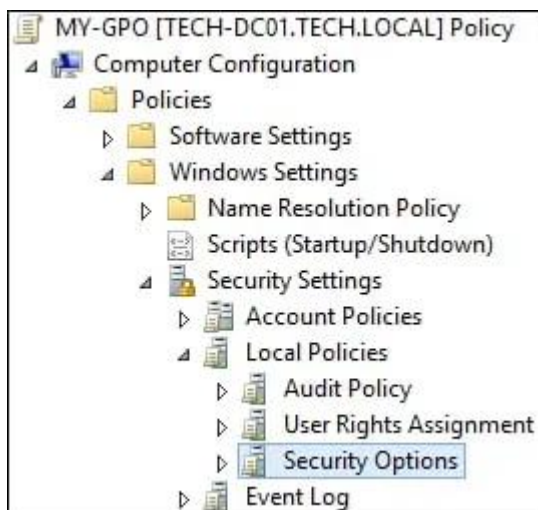 MY-GPO [TECH-DC01.TECH.LOCAL] Policy
Computer Configuration
Policies
Software Settings
Windows Settings
Name Resolution Policy
Scripts (Startup/Shutdown)
Security Settings
Account Policies
Local Policies
Audit Policy
User Rights Assignment
Security Options
Event Log